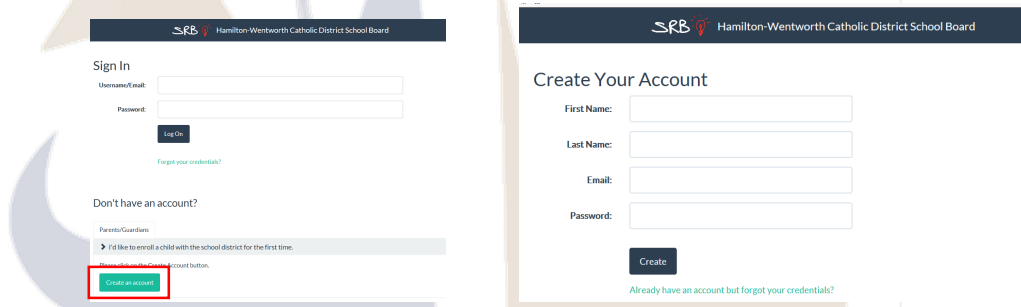 SRB Hamilton-Wentworth Catholic District School Board
Sign In
Username/Email:
Password:
Log On
Forgot your credentials?
Don't have an account?
Parents/Guardians
I'd like to enroll a child with the school district for the first time.
Please click on the Create Account button.
Create an account
SRB Hamilton-Wentworth Catholic District School Board
Create Your Account
First Name:
Last Name:
Email:
Password:
Create
Already have an account but forgot your credentials?